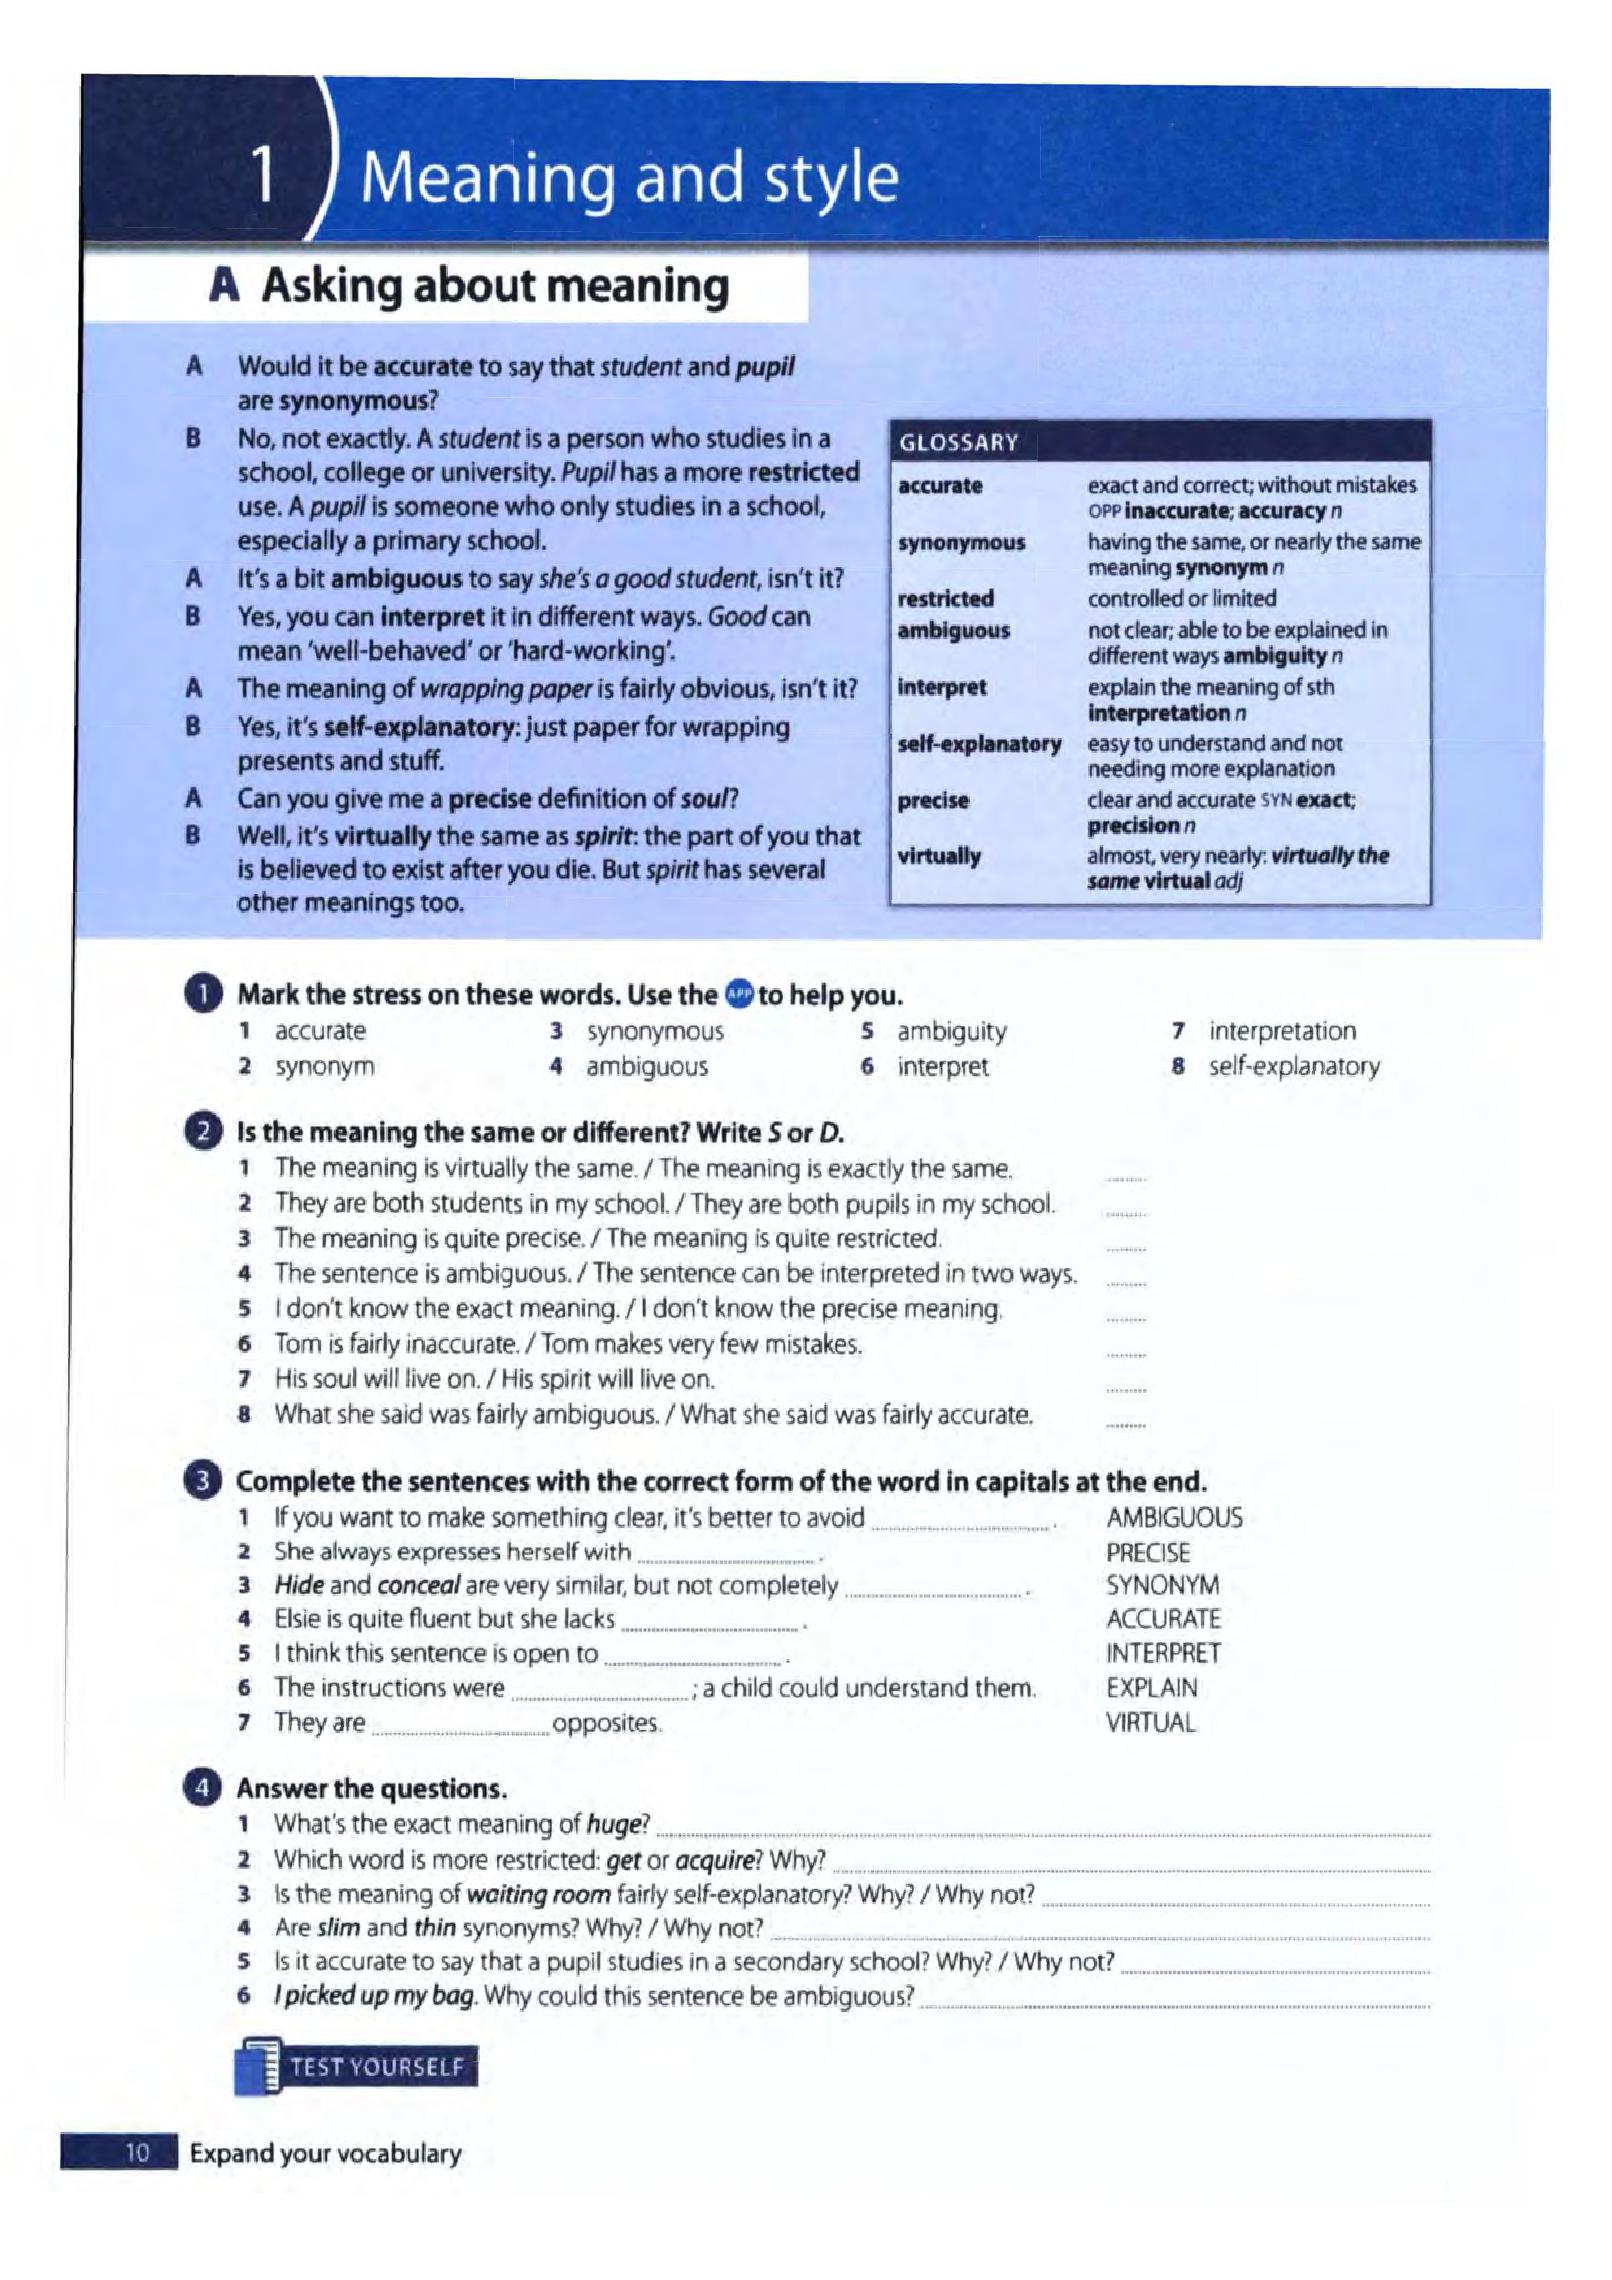 1 Meaning and style
A Asking about meaning
A Would it be accurate to say that student and pupil
are synonymous?
B No, not exactly. A student is a person who studies in a
school, college or university. Pupil has a more restricted
use. A pupil is someone who only studies in a school,
especially a primary school.
A It's a bit ambiguous to say she's a good student, isn't it?
B Yes, you can interpret it in different ways. Good can
mean 'well-behaved' or 'hard-working'.
A The meaning of wrapping paper is fairly obvious, isn't it?
B Yes, it's self-explanatory: just paper for wrapping
presents and stuff.
A Can you give me a precise definition of soul?
B Well, it's virtually the same as spirit: the part of you that
is believed to exist after you die. But spirit has several
other meanings too.
GLOSSARY
accurate exact and correct; without mistakes
OPP inaccurate; accuracy n
synonymous having the same, or nearly the same
meaning synonym n
restricted controlled or limited
ambiguous not clear; able to be explained in
different ways ambiguity n
interpret explain the meaning of sth
interpretation n
self-explanatory easy to understand and not
needing more explanation
precise clear and accurate SYN exact;
precision n
virtually almost, very nearly: virtually the
same virtual adj
1 Mark the stress on these words. Use the APP to help you.
1 accurate 3 synonymous 5 ambiguity 7 interpretation
2 synonym 4 ambiguous 6 interpret 8 self-explanatory
2 Is the meaning the same or different? Write S or D.
1 The meaning is virtually the same. / The meaning is exactly the same. ........
2 They are both students in my school. / They are both pupils in my school. ........
3 The meaning is quite precise. / The meaning is quite restricted. ........
4 The sentence is ambiguous. / The sentence can be interpreted in two ways. ........
5 I don't know the exact meaning. / I don't know the precise meaning. ........
6 Tom is fairly inaccurate. / Tom makes very few mistakes. ........
7 His soul will live on. / His spirit will live on. ........
8 What she said was fairly ambiguous. / What she said was fairly accurate. ........
3 Complete the sentences with the correct form of the word in capitals at the end.
1 If you want to make something clear, it's better to avoid ........ . AMBIGUOUS
2 She always expresses herself with ........ . PRECISE
3 Hide and conceal are very similar, but not completely ........ . SYNONYM
4 Elsie is quite fluent but she lacks ........ . ACCURATE
5 I think this sentence is open to ........ . INTERPRET
6 The instructions were ........ ; a child could understand them. EXPLAIN
7 They are ........ opposites. VIRTUAL
4 Answer the questions.
1 What's the exact meaning of huge? ........
2 Which word is more restricted: get or acquire? Why? ........
3 Is the meaning of waiting room fairly self-explanatory? Why? / Why not? ........
4 Are slim and thin synonyms? Why? / Why not? ........
5 Is it accurate to say that a pupil studies in a secondary school? Why? / Why not? ........
6 I picked up my bag. Why could this sentence be ambiguous? ........
TEST YOURSELF
10 Expand your vocabulary